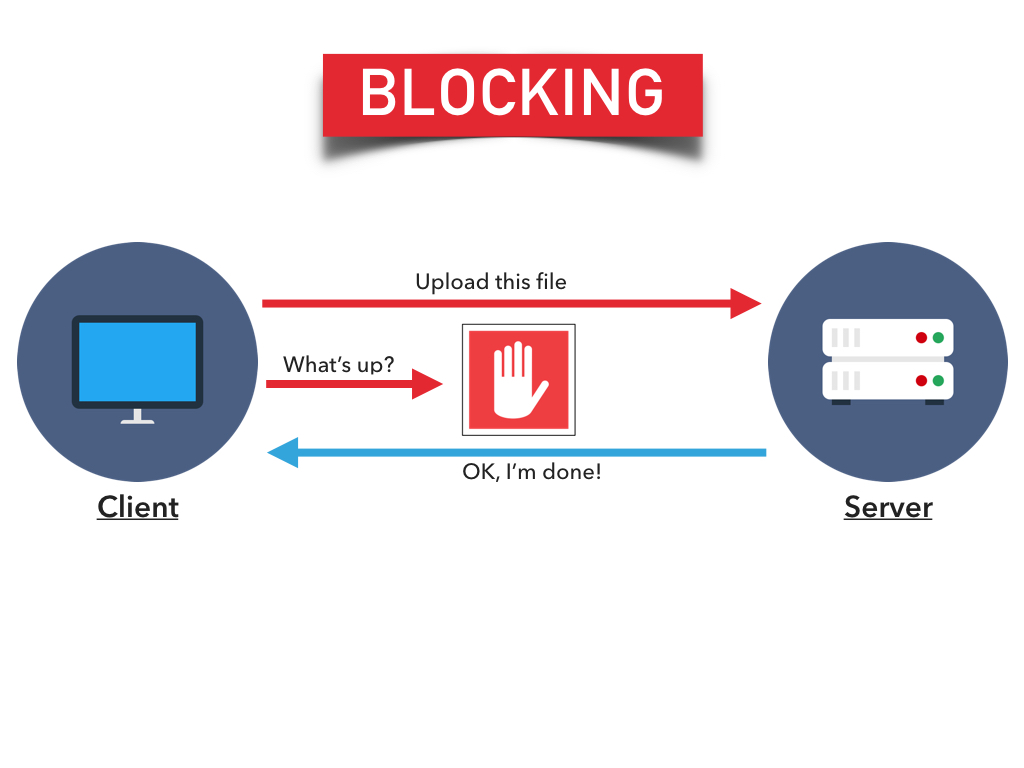 BLOCKING
Upload this file
What’s up?
OK, I’m done!
Client
Server